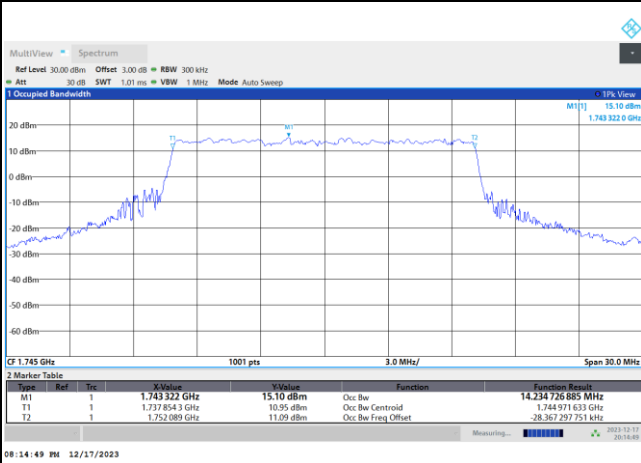 MultiView Spectrum
Ref Level 30.00 dBm Offset 3.00 dB RBW 300 kHz
Att 30 dB SWT 1.01 ms VBW 1 MHz Mode Auto Sweep
1 Occupied Bandwidth 1Pk View
M1[1] 15.10 dBm
1.743 322 0 GHz
20 dBm
T1 M1 T2
10 dBm
0 dBm
-10 dBm
-20 dBm
-30 dBm
-40 dBm
-50 dBm
-60 dBm
CF 1.745 GHz 1001 pts 3.0 MHz/ Span 30.0 MHz
2 Marker Table
Type Ref Trc X-Value Y-Value Function Function Result
M1 1 1.743 322 GHz 15.10 dBm Occ Bw 14.234 726 885 MHz
T1 1 1.737 854 3 GHz 10.95 dBm Occ Bw Centroid 1.744 971 633 GHz
T2 1 1.752 089 GHz 11.09 dBm Occ Bw Freq Offset -28.367 297 751 kHz
Measuring... 2023-12-17
20:14:49
08:14:49 PM 12/17/2023